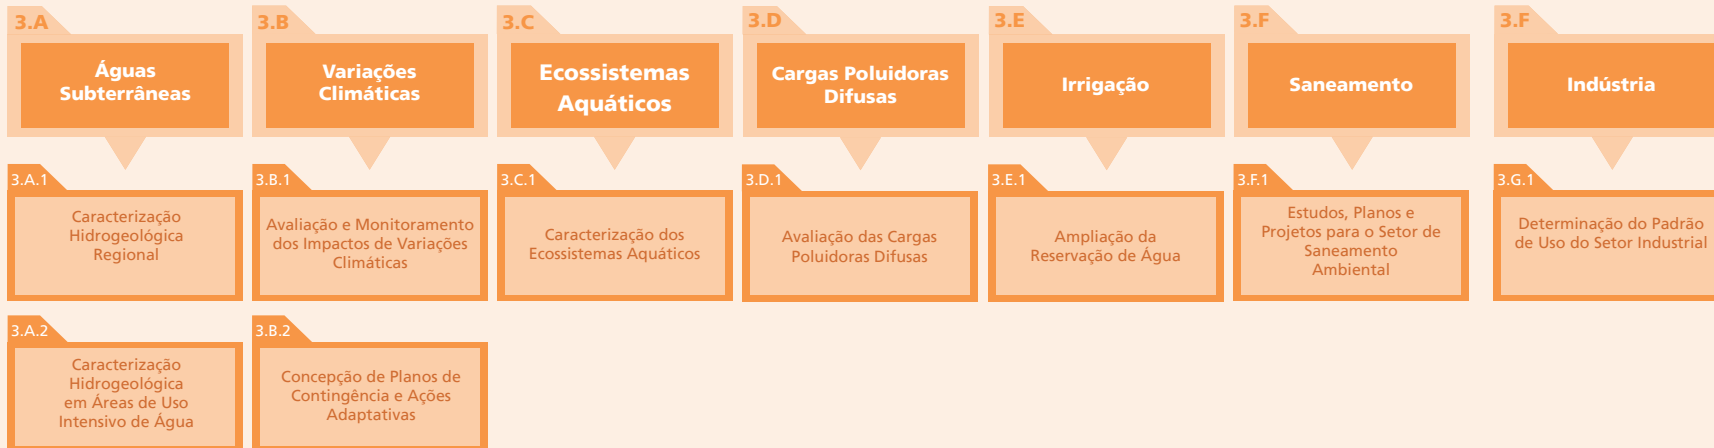 3.A
Águas
Subterrâneas
3.B
Variações
Climáticas
3.C
Ecossistemas
Aquáticos
3.D
Cargas Poluidoras
Difusas
3.E
Irrigação
3.F
Saneamento
3.F
Indústria
3.A.1
Caracterização
Hidrogeológica
Regional
3.B.1
Avaliação e Monitoramento
dos Impactos de Variações
Climáticas
3.C.1
Caracterização dos
Ecossistemas Aquáticos
3.D.1
Avaliação das Cargas
Poluidoras Difusas
3.E.1
Ampliação da
Reservação de Água
3.F.1
Estudos, Planos e
Projetos para o Setor de
Saneamento
Ambiental
3.G.1
Determinação do Padrão
de Uso do Setor Industrial
3.A.2
Caracterização
Hidrogeológica
em Áreas de Uso
Intensivo de Água
3.B.2
Concepção de Planos de
Contingência e Ações
Adaptativas